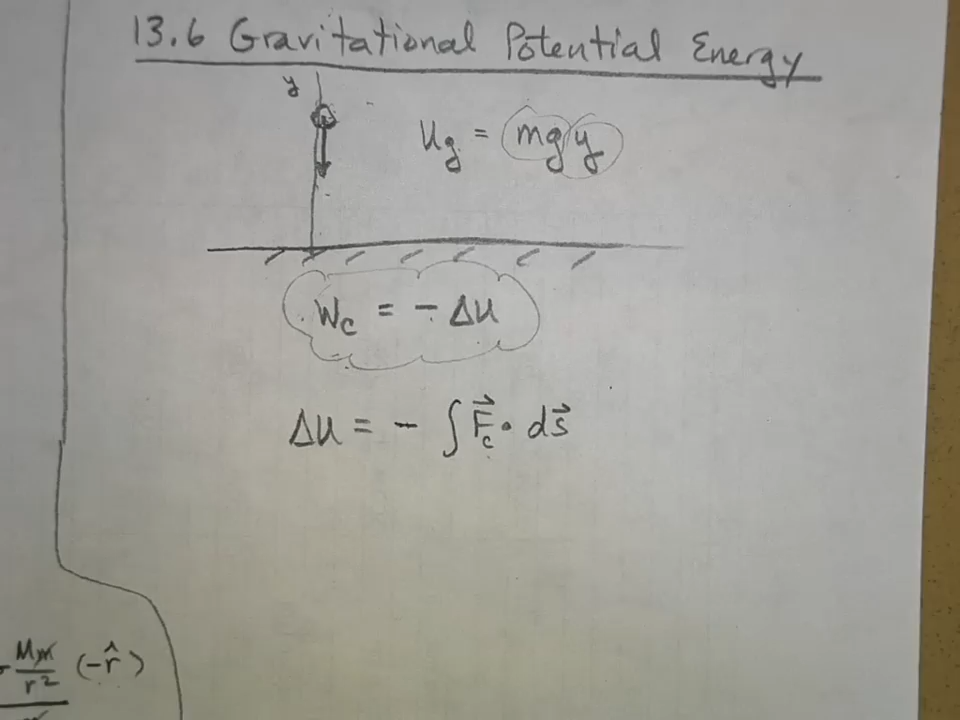 13.6 Gravitational Potential Energy
y
Ug = mgy
Wc = - ΔU
ΔU = - ∫ F⃗c • ds⃗
Mm/r² (-r̂)